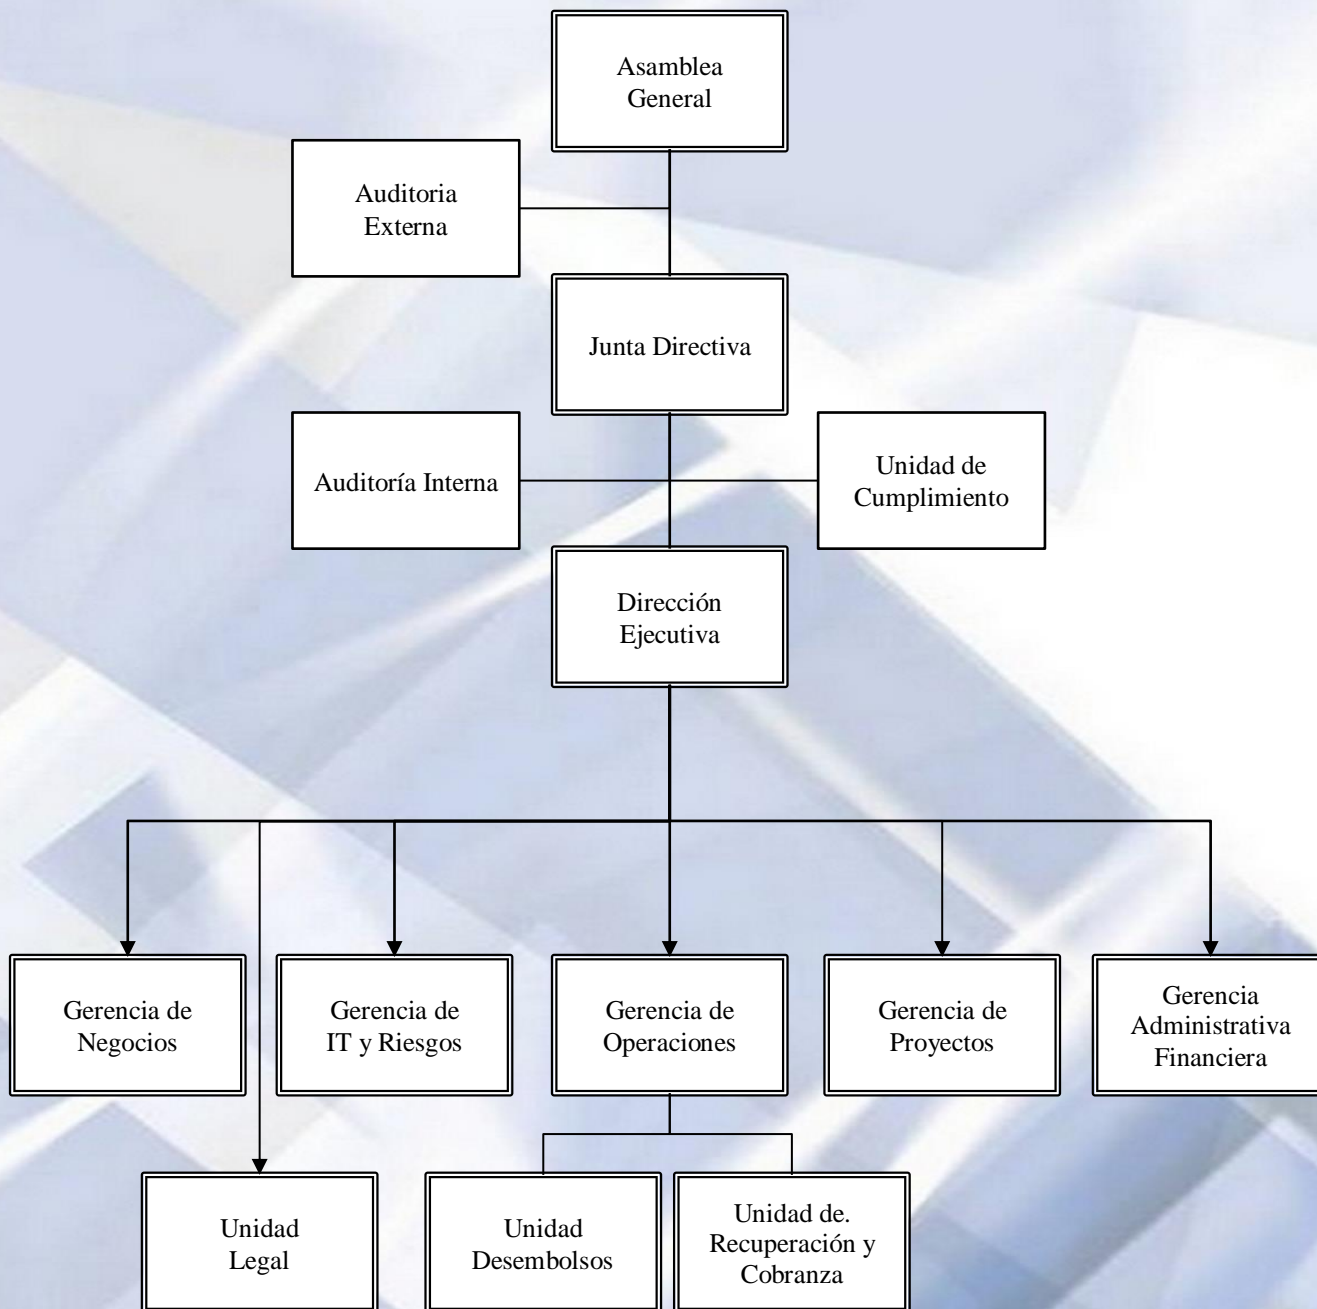 Asamblea
General
Auditoria
Externa
Junta Directiva
Auditoría Interna
Unidad de
Cumplimiento
Dirección
Ejecutiva
Gerencia de
Negocios
Gerencia de
IT y Riesgos
Gerencia de
Operaciones
Gerencia de
Proyectos
Gerencia
Administrativa
Financiera
Unidad
Legal
Unidad
Desembolsos
Unidad de.
Recuperación y
Cobranza